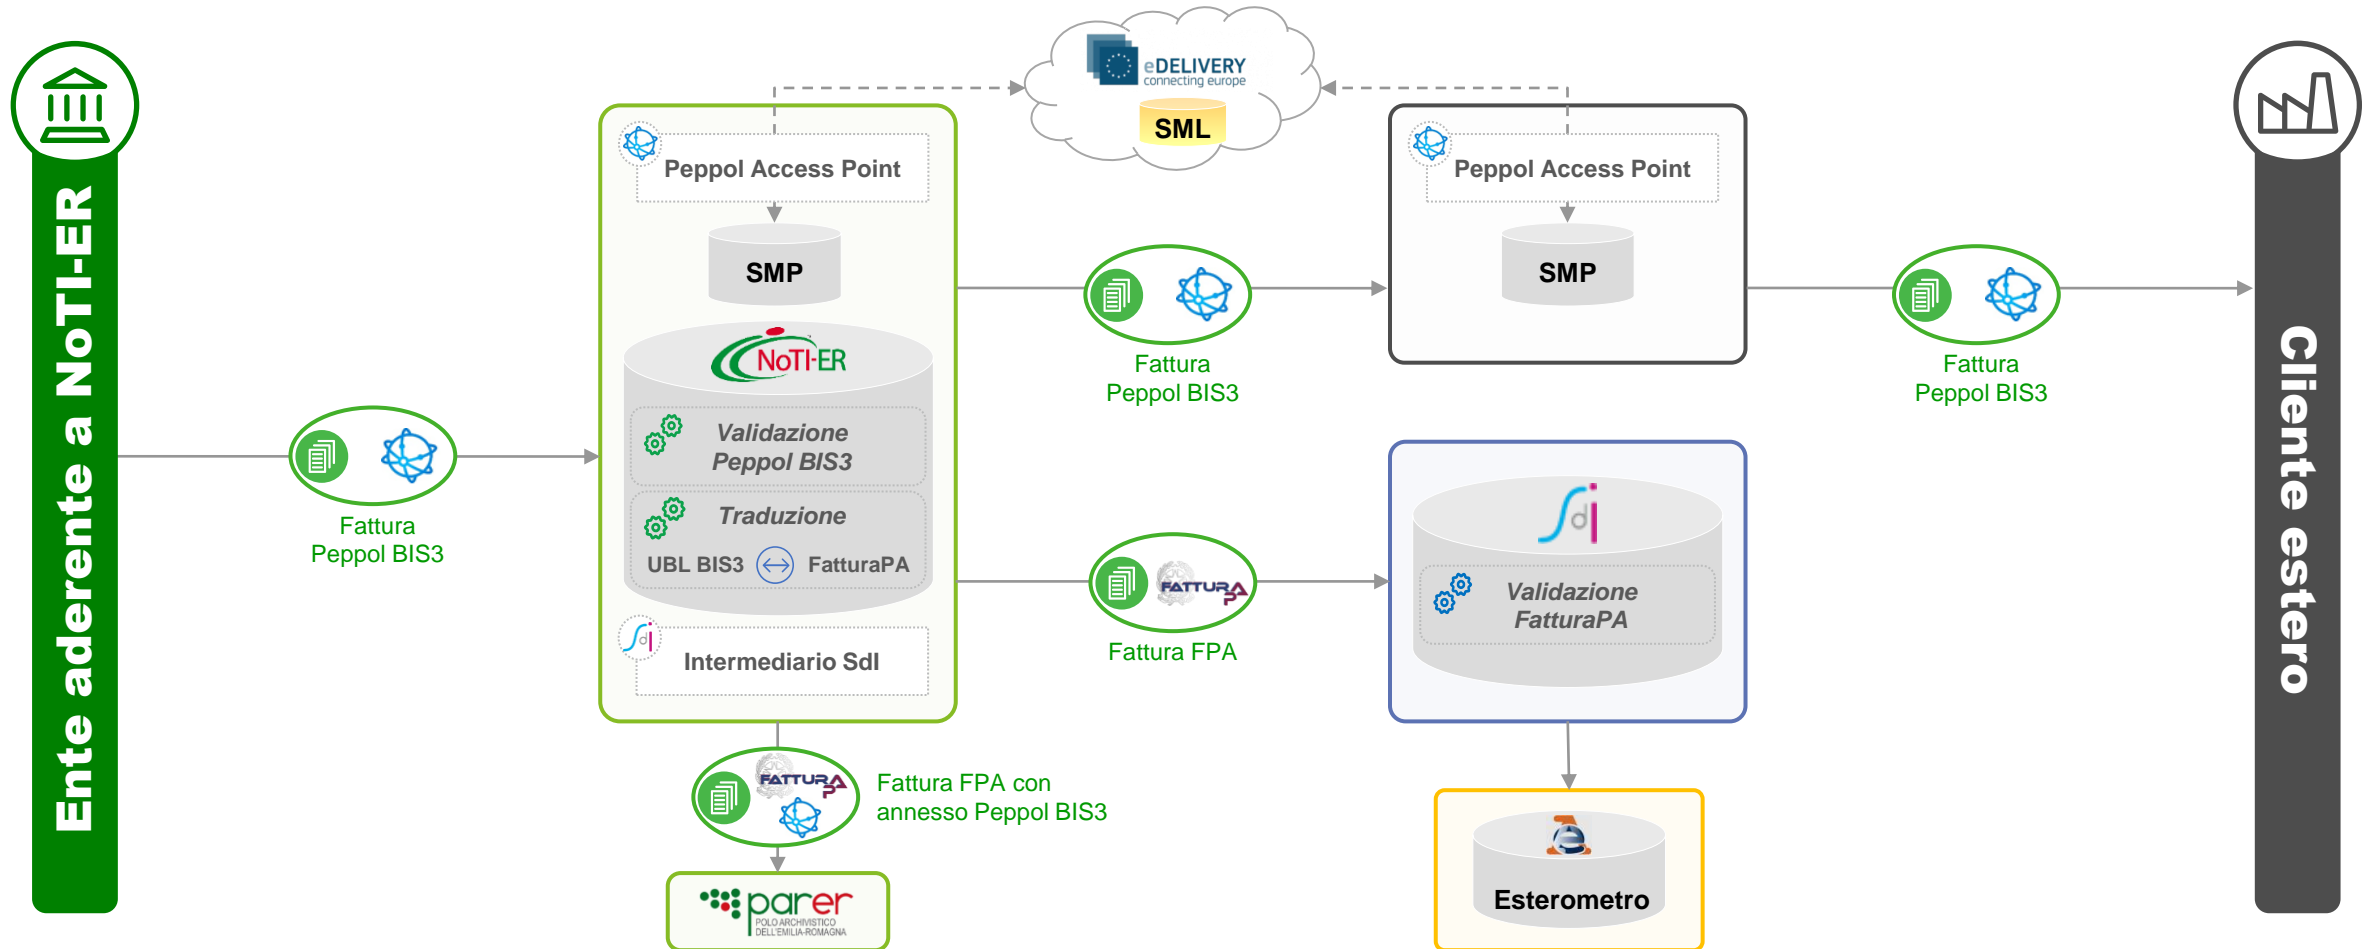 Ente aderente a NoTI-ER
Fattura
Peppol BIS3
Peppol Access Point
SMP
NoTI-ER
Validazione
Peppol BIS3
Traduzione
UBL BIS3
FatturaPA
SdI
Intermediario SdI
FATTURA
PA
Fattura FPA con
annesso Peppol BIS3
parer
POLO ARCHIVISTICO
DELL'EMILIA-ROMAGNA
eDELIVERY
connecting europe
SML
Fattura
Peppol BIS3
FATTURA
PA
Fattura FPA
Peppol Access Point
SMP
SdI
Validazione
FatturaPA
Esterometro
Fattura
Peppol BIS3
Cliente estero